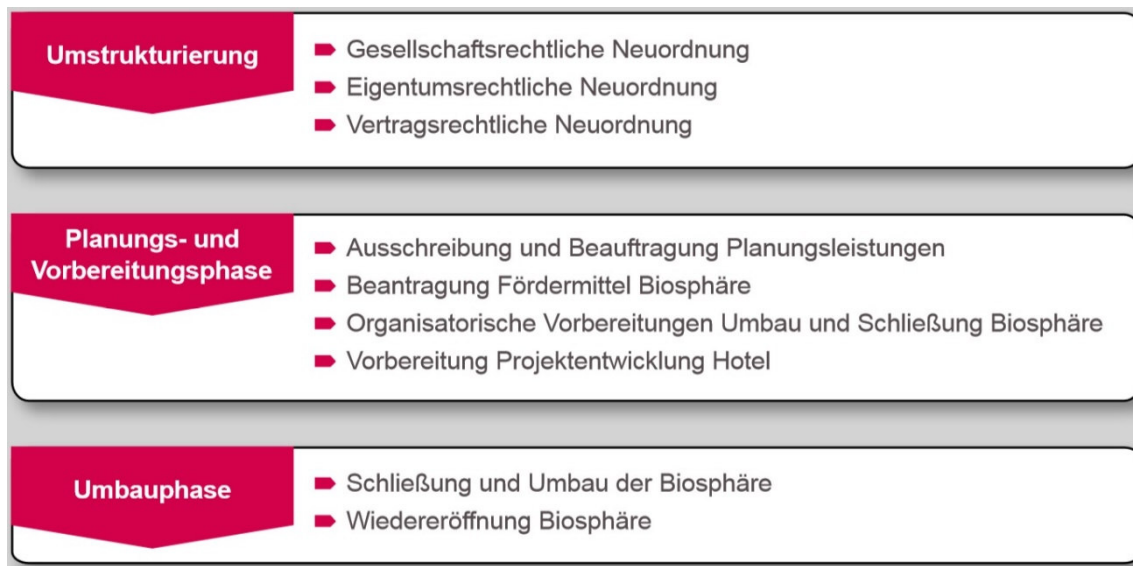 Umstrukturierung
Gesellschaftsrechtliche Neuordnung
Eigentumsrechtliche Neuordnung
Vertragsrechtliche Neuordnung
Planungs- und
Vorbereitungsphase
Ausschreibung und Beauftragung Planungsleistungen
Beantragung Fördermittel Biosphäre
Organisatorische Vorbereitungen Umbau und Schließung Biosphäre
Vorbereitung Projektentwicklung Hotel
Umbauphase
Schließung und Umbau der Biosphäre
Wiedereröffnung Biosphäre